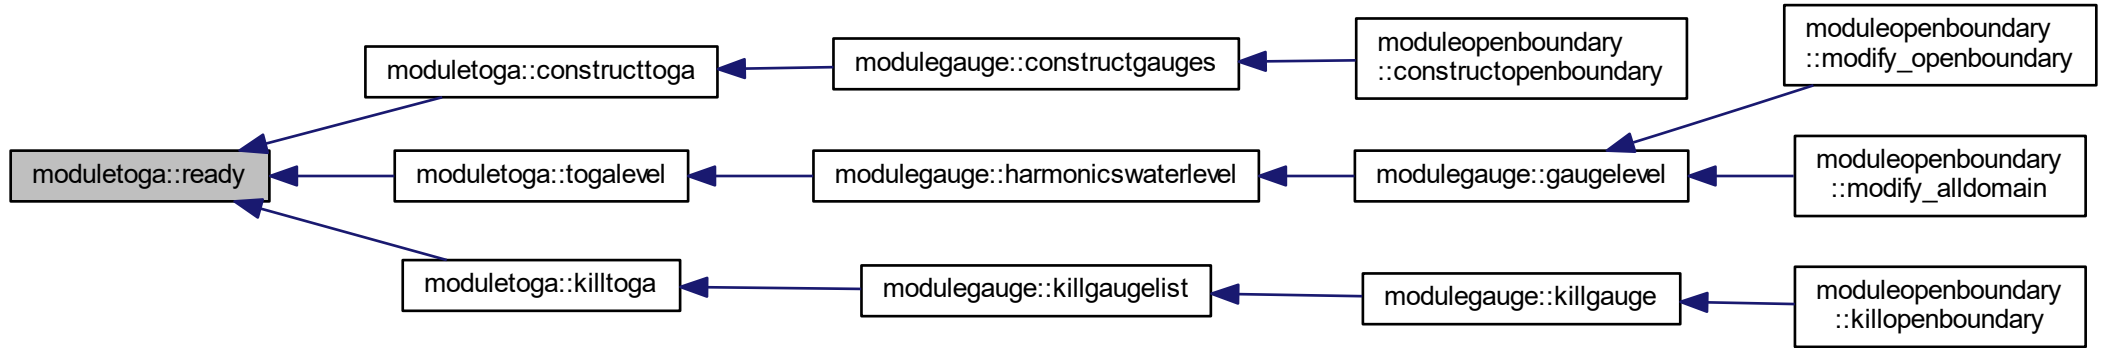 moduletoga::ready
moduletoga::constructtoga
modulegauge::constructgauges
moduleopenboundary
::constructopenboundary
moduletoga::togalevel
modulegauge::harmonicswaterlevel
modulegauge::gaugelevel
moduleopenboundary
::modify_openboundary
moduleopenboundary
::modify_alldomain
moduletoga::killtoga
modulegauge::killgaugelist
modulegauge::killgauge
moduleopenboundary
::killopenboundary